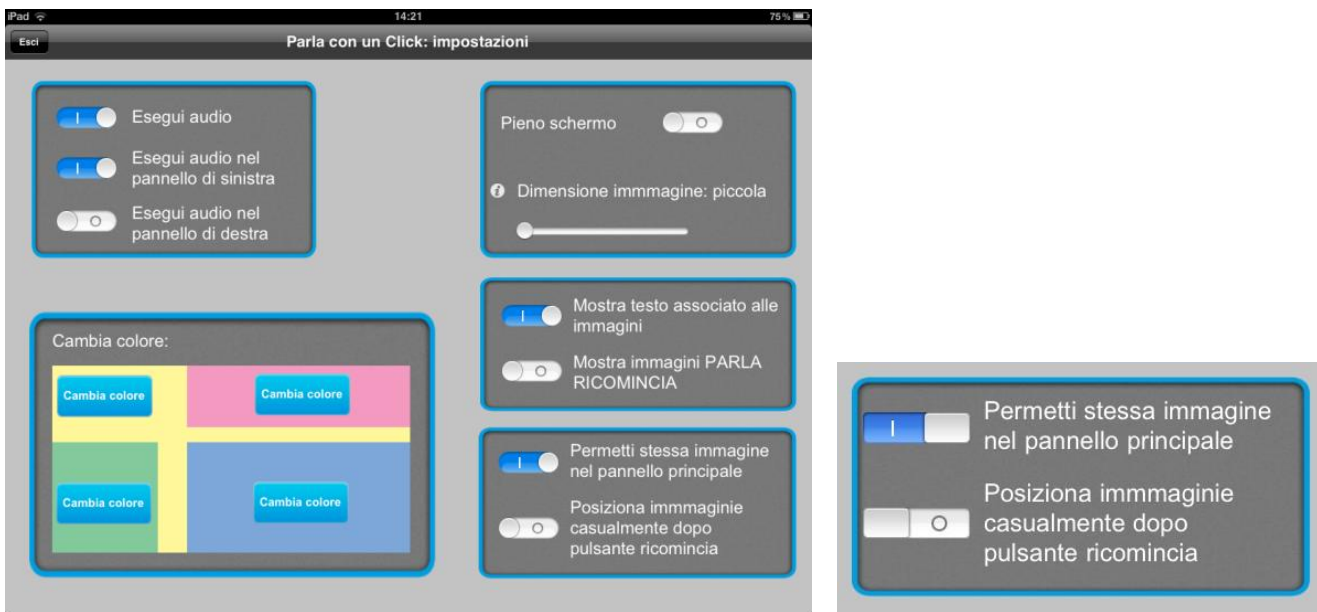 iPad 14:21 75%
Esci Parla con un Click: impostazioni
Esegui audio
Esegui audio nel
pannello di sinistra
Esegui audio nel
pannello di destra
Pieno schermo
Dimensione immmagine: piccola
Mostra testo associato alle
immagini
Mostra immagini PARLA
RICOMINCIA
Cambia colore:
Cambia colore Cambia colore
Cambia colore Cambia colore
Permetti stessa immagine
nel pannello principale
Posiziona immmaginie
casualmente dopo
pulsante ricomincia
Permetti stessa immagine
nel pannello principale
Posiziona immmaginie
casualmente dopo
pulsante ricomincia